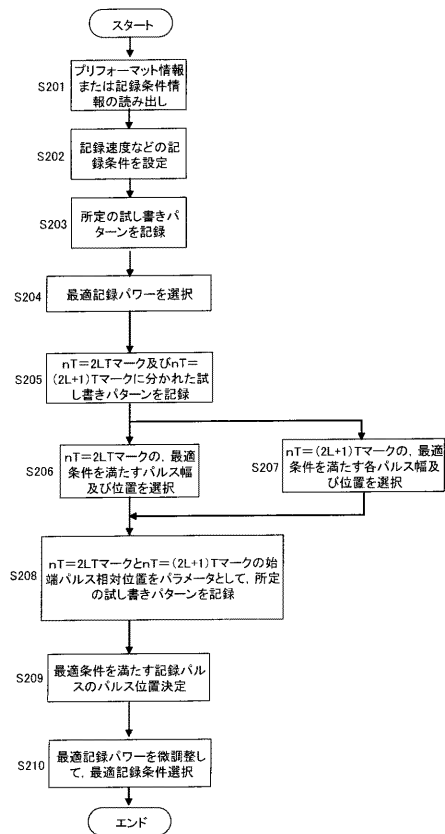 スタート
S201
プリフォーマット情報
または記録条件情
報の読み出し
S202
記録速度などの記
録条件を設定
S203
所定の試し書きパ
ターンを記録
S204
最適記録パワーを選択
S205
nT=2LTマーク及びnT=
(2L+1)Tマークに分かれた試
し書きパターンを記録
S206
nT=2LTマークの, 最適
条件を満たすパルス幅
及び位置を選択
S207
nT=(2L+1)Tマークの, 最適
条件を満たす各パルス幅及
び位置を選択
S208
nT=2LTマークとnT=(2L+1)Tマークの始
端パルス相対位置をパラメータとして, 所定
の試し書きパターンを記録
S209
最適条件を満たす記録パル
スのパルス位置決定
S210
最適記録パワーを微調整し
て, 最適記録条件選択
エンド